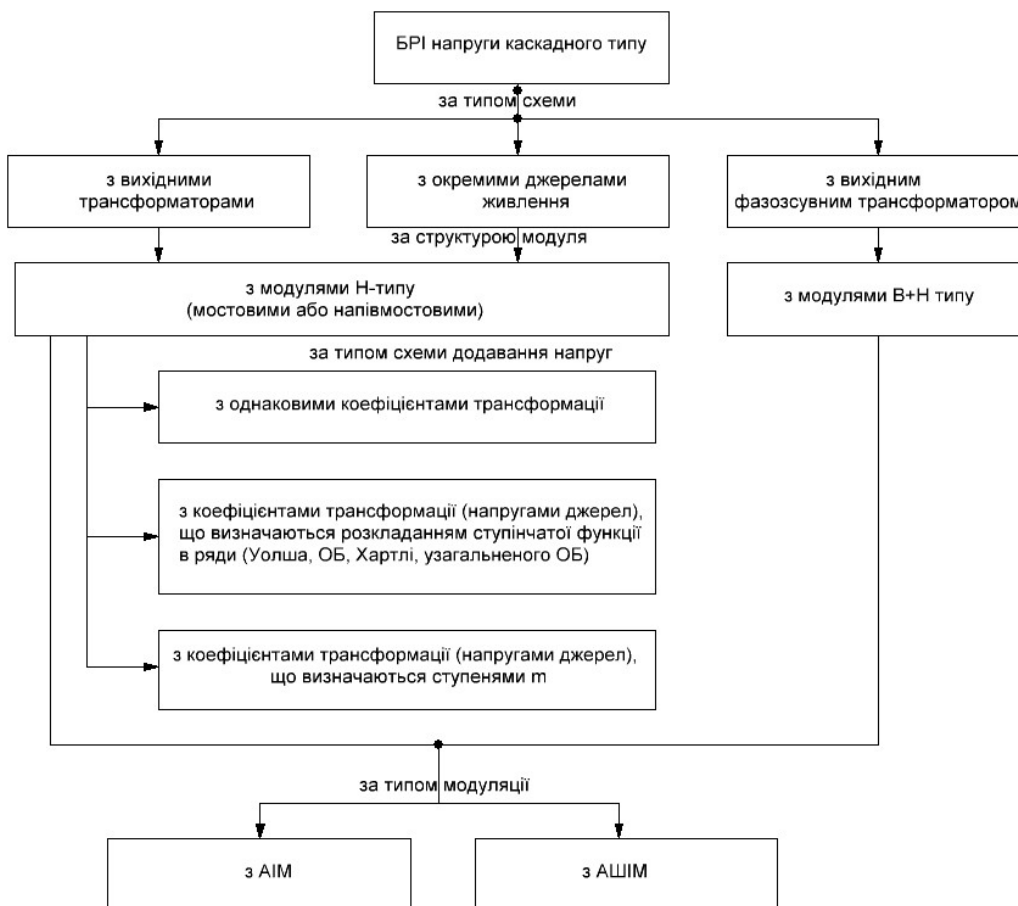 БРІ напруги каскадного типу
за типом схеми
з вихідними
трансформаторами
з окремими джерелами
живлення
з вихідним
фазозсувним трансформатором
за структурою модуля
з модулями Н-типу
(мостовими або напівмостовими)
з модулями В+Н типу
за типом схеми додавання напруг
з однаковими коефіцієнтами трансформації
з коефіцієнтами трансформації (напругами джерел),
що визначаються розкладанням ступінчатої функції
в ряди (Уолша, ОБ, Хартлі, узагальненого ОБ)
з коефіцієнтами трансформації (напругами джерел),
що визначаються ступенями m
за типом модуляції
з АІМ
з АШІМ